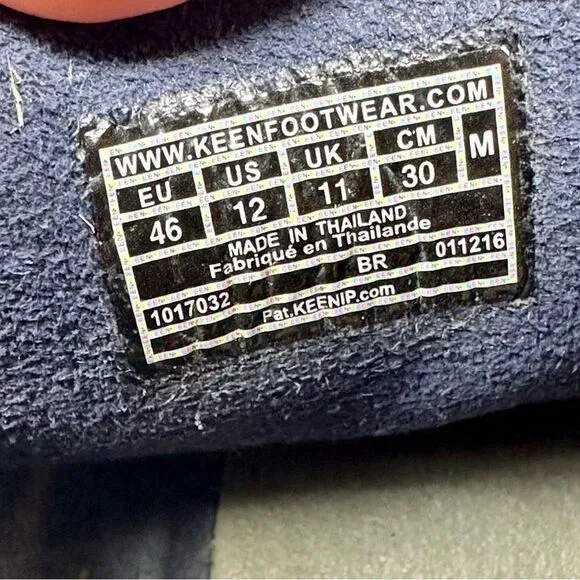 WWW.KEENFOOTWEAR.COM
EU US UK CM M
46 12 11 30
MADE IN THAILAND
Fabriqué en Thaïlande
1017032 BR 011216
Pat.KEENIP.com